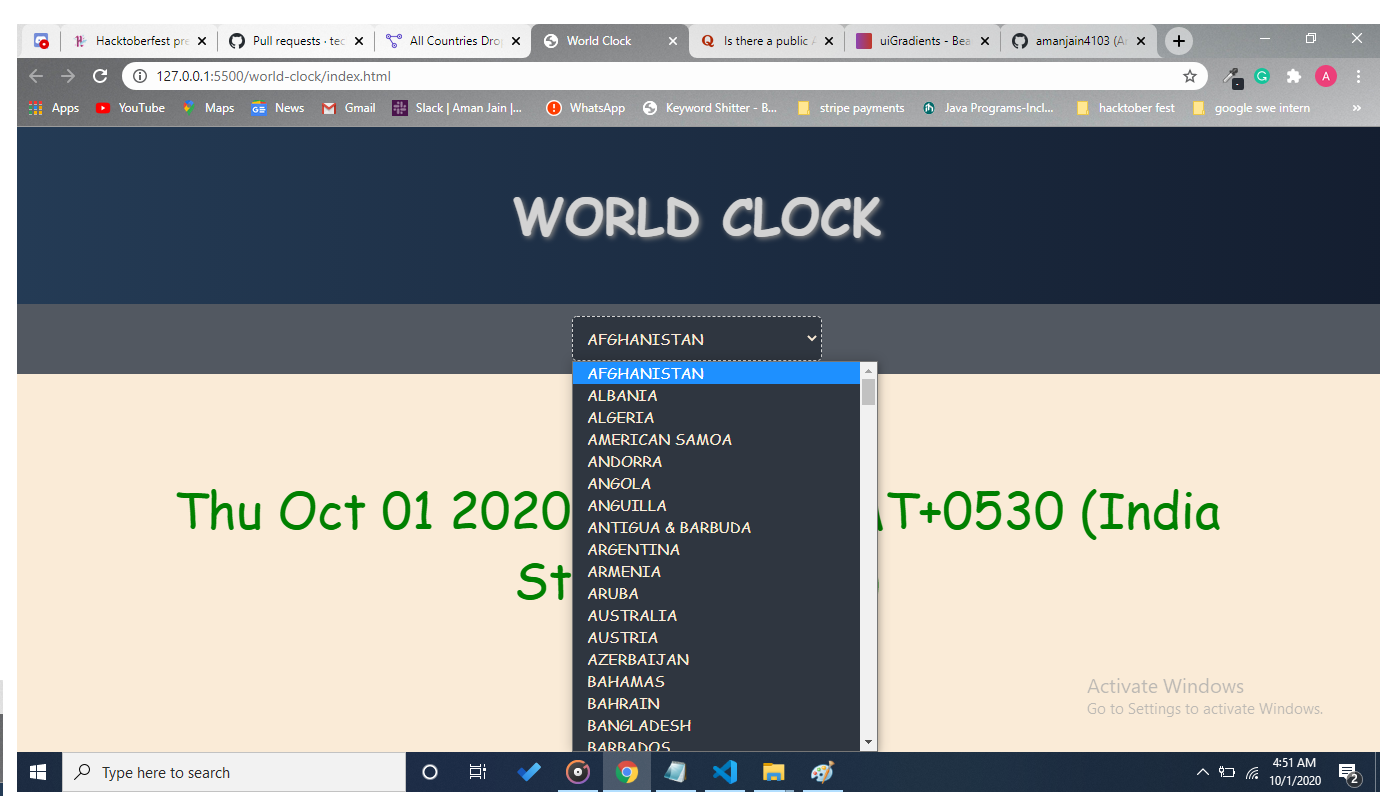 Hacktoberfest pre
Pull requests · tec
All Countries Dro
World Clock
Is there a public A
uiGradients - Bea
amanjain4103 (A
127.0.0.1:5500/world-clock/index.html
A
Apps
YouTube
Maps
News
Gmail
Slack | Aman Jain |...
WhatsApp
Keyword Shitter - B...
stripe payments
Java Programs-Incl...
hacktober fest
google swe intern
»
WORLD CLOCK
AFGHANISTAN
AFGHANISTAN
ALBANIA
ALGERIA
AMERICAN SAMOA
ANDORRA
ANGOLA
ANGUILLA
ANTIGUA & BARBUDA
ARGENTINA
ARMENIA
ARUBA
AUSTRALIA
AUSTRIA
AZERBAIJAN
BAHAMAS
BAHRAIN
BANGLADESH
BARBADOS
Thu Oct 01 2020 T+0530 (India
St
Activate Windows
Go to Settings to activate Windows.
Type here to search
4:51 AM
10/1/2020
2